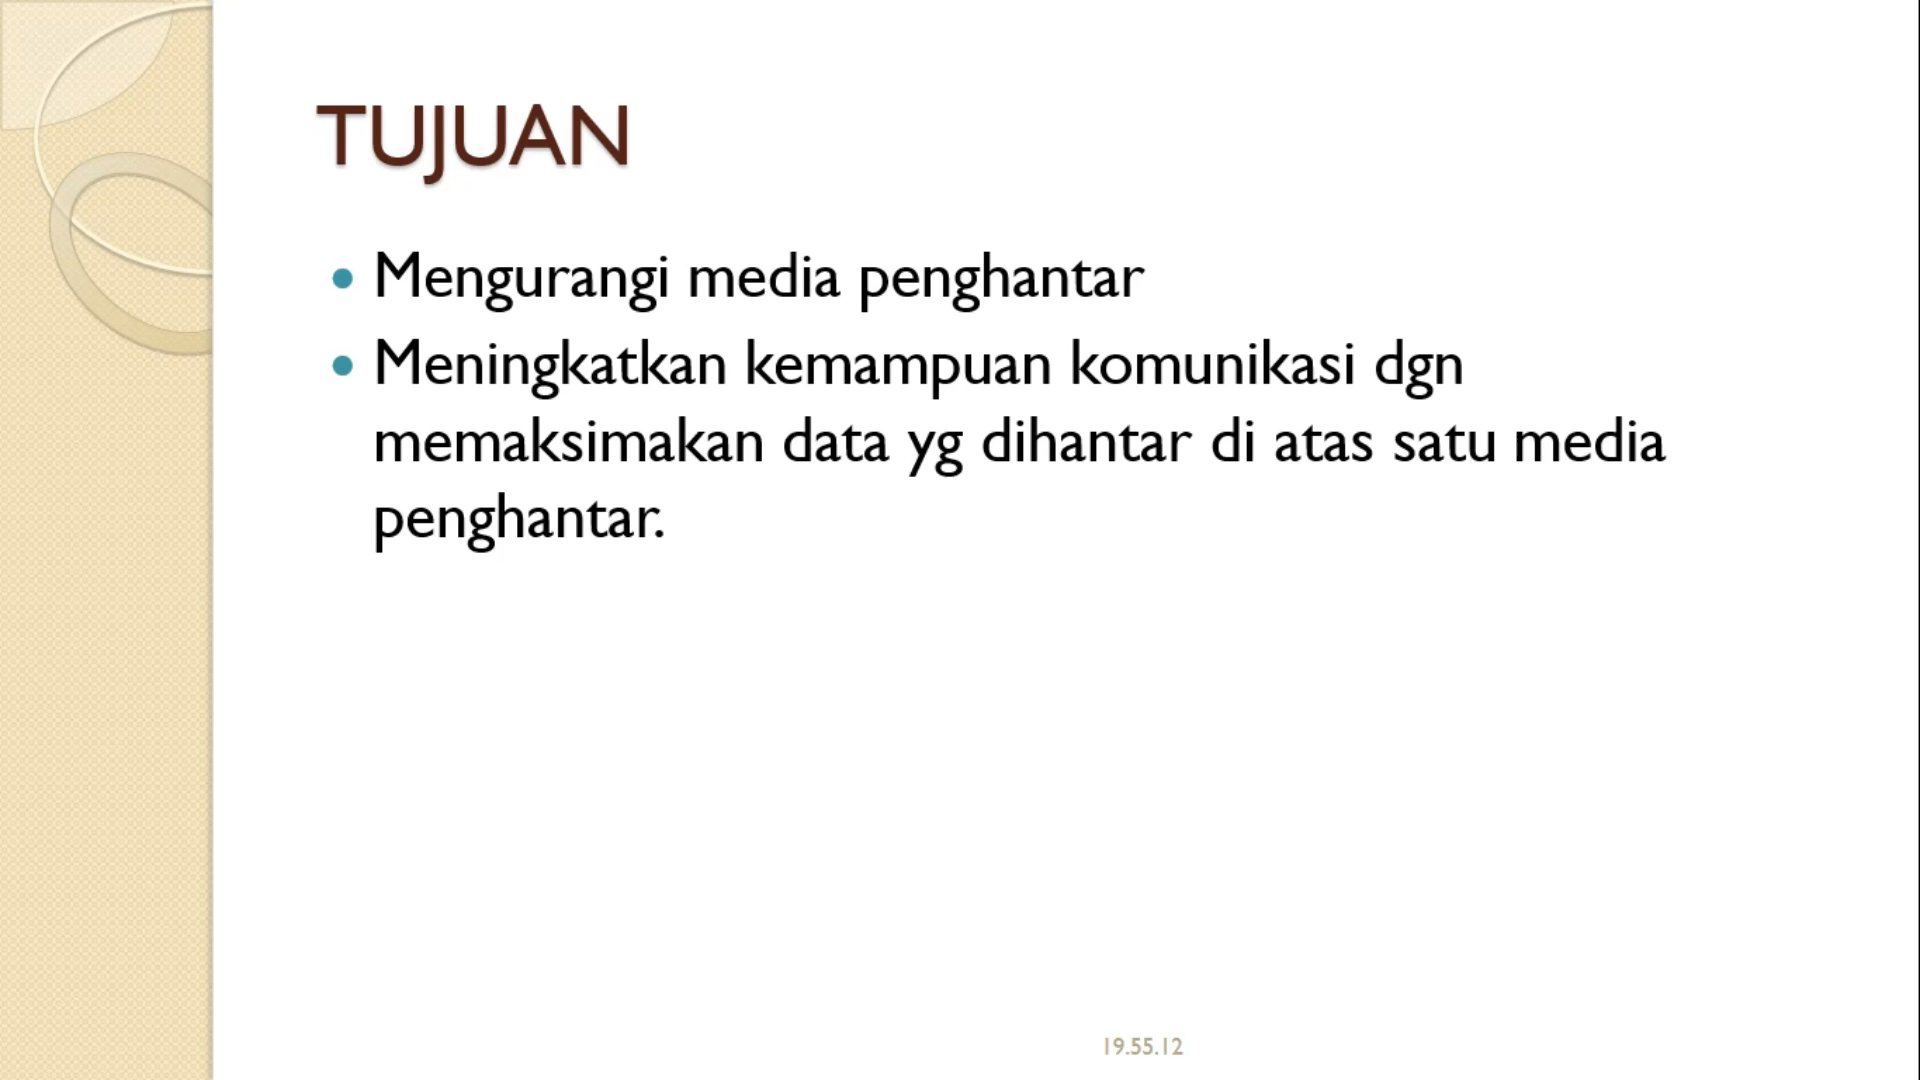 TUJUAN
• Mengurangi media penghantar
• Meningkatkan kemampuan komunikasi dgn
memaksimakan data yg dihantar di atas satu media
penghantar.
19.55.12